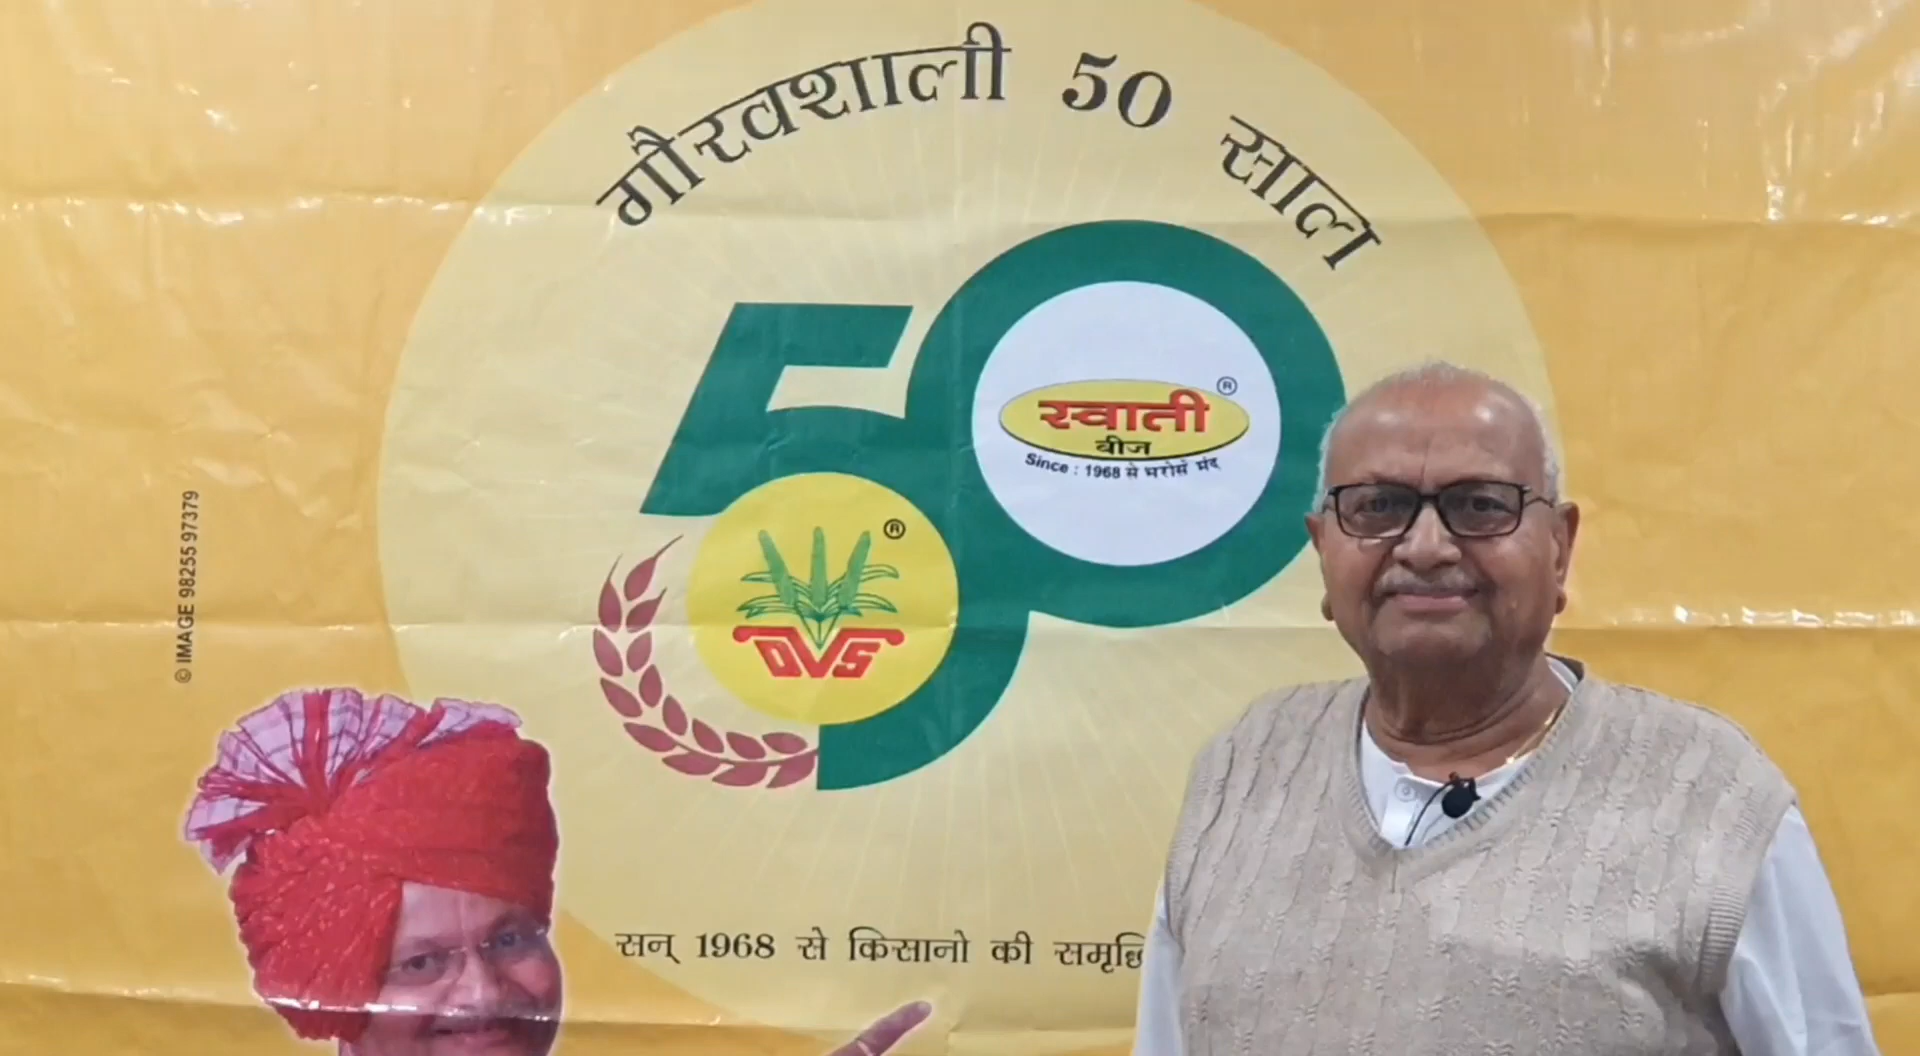 गौरवशाली 50 साल
स्वाती ®
बीज
Since : 1968 से भरोसे मंद
®
DVS
© IMAGE 98255 97379
सन् 1968 से किसानो की